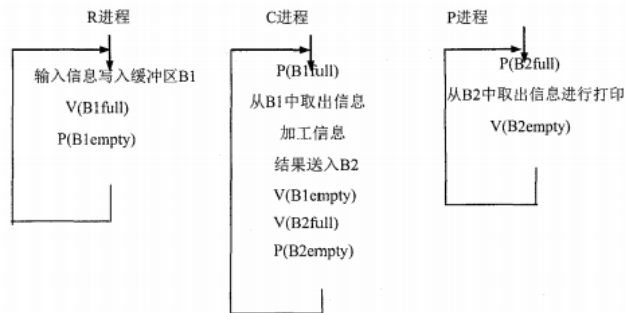 R进程
输入信息写入缓冲区B1
V(B1full)
P(B1empty)
C进程
P(B1full)
从B1中取出信息
加工信息
结果送入B2
V(B1empty)
V(B2full)
P(B2empty)
P进程
P(B2full)
从B2中取出信息进行打印
V(B2empty)